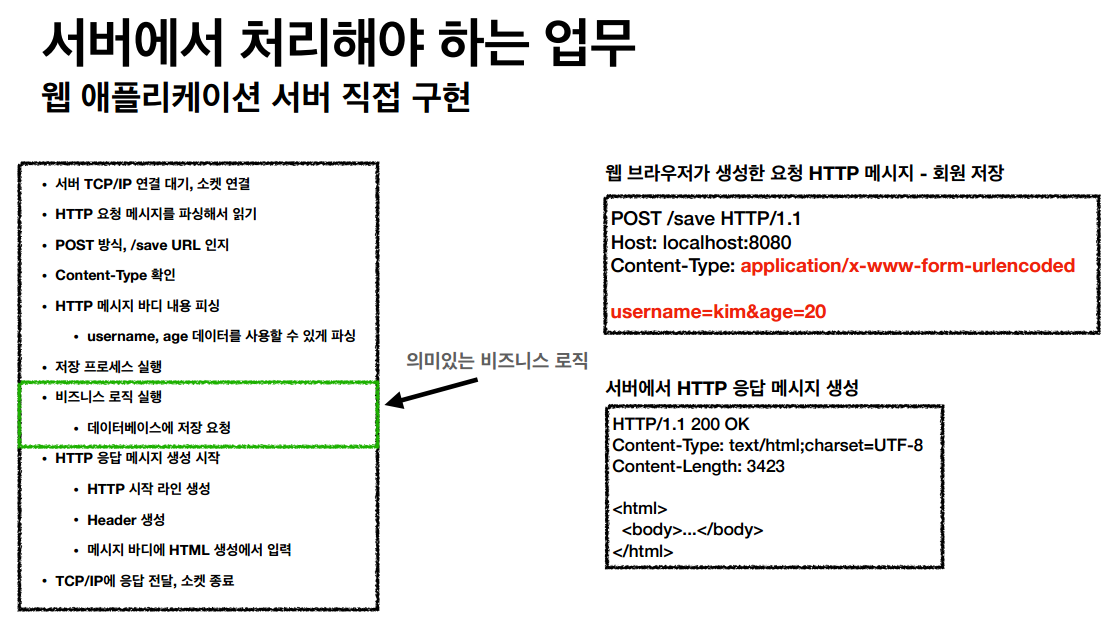 서버에서 처리해야 하는 업무
웹 애플리케이션 서버 직접 구현
• 서버 TCP/IP 연결 대기, 소켓 연결
• HTTP 요청 메시지를 파싱해서 읽기
• POST 방식, /save URL 인지
• Content-Type 확인
• HTTP 메시지 바디 내용 피싱
• username, age 데이터를 사용할 수 있게 파싱
• 저장 프로세스 실행
• 비즈니스 로직 실행
• 데이터베이스에 저장 요청
• HTTP 응답 메시지 생성 시작
• HTTP 시작 라인 생성
• Header 생성
• 메시지 바디에 HTML 생성에서 입력
• TCP/IP에 응답 전달, 소켓 종료
의미있는 비즈니스 로직
웹 브라우저가 생성한 요청 HTTP 메시지 - 회원 저장
POST /save HTTP/1.1
Host: localhost:8080
Content-Type: application/x-www-form-urlencoded
username=kim&age=20
서버에서 HTTP 응답 메시지 생성
HTTP/1.1 200 OK
Content-Type: text/html;charset=UTF-8
Content-Length: 3423
<html>
<body>...</body>
</html>